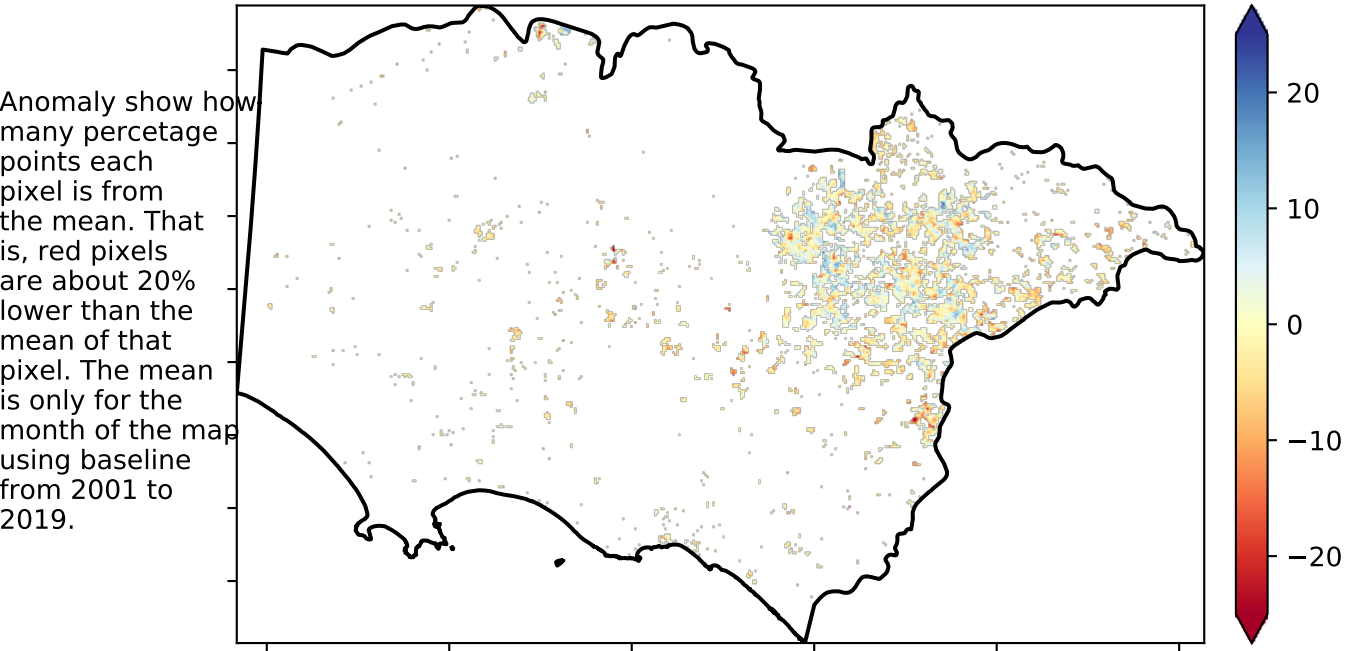 Anomaly show how
many percetage
points each
pixel is from
the mean. That
is, red pixels
are about 20%
lower than the
mean of that
pixel. The mean
is only for the
month of the map
using baseline
from 2001 to
2019.
20
10
0
−10
−20